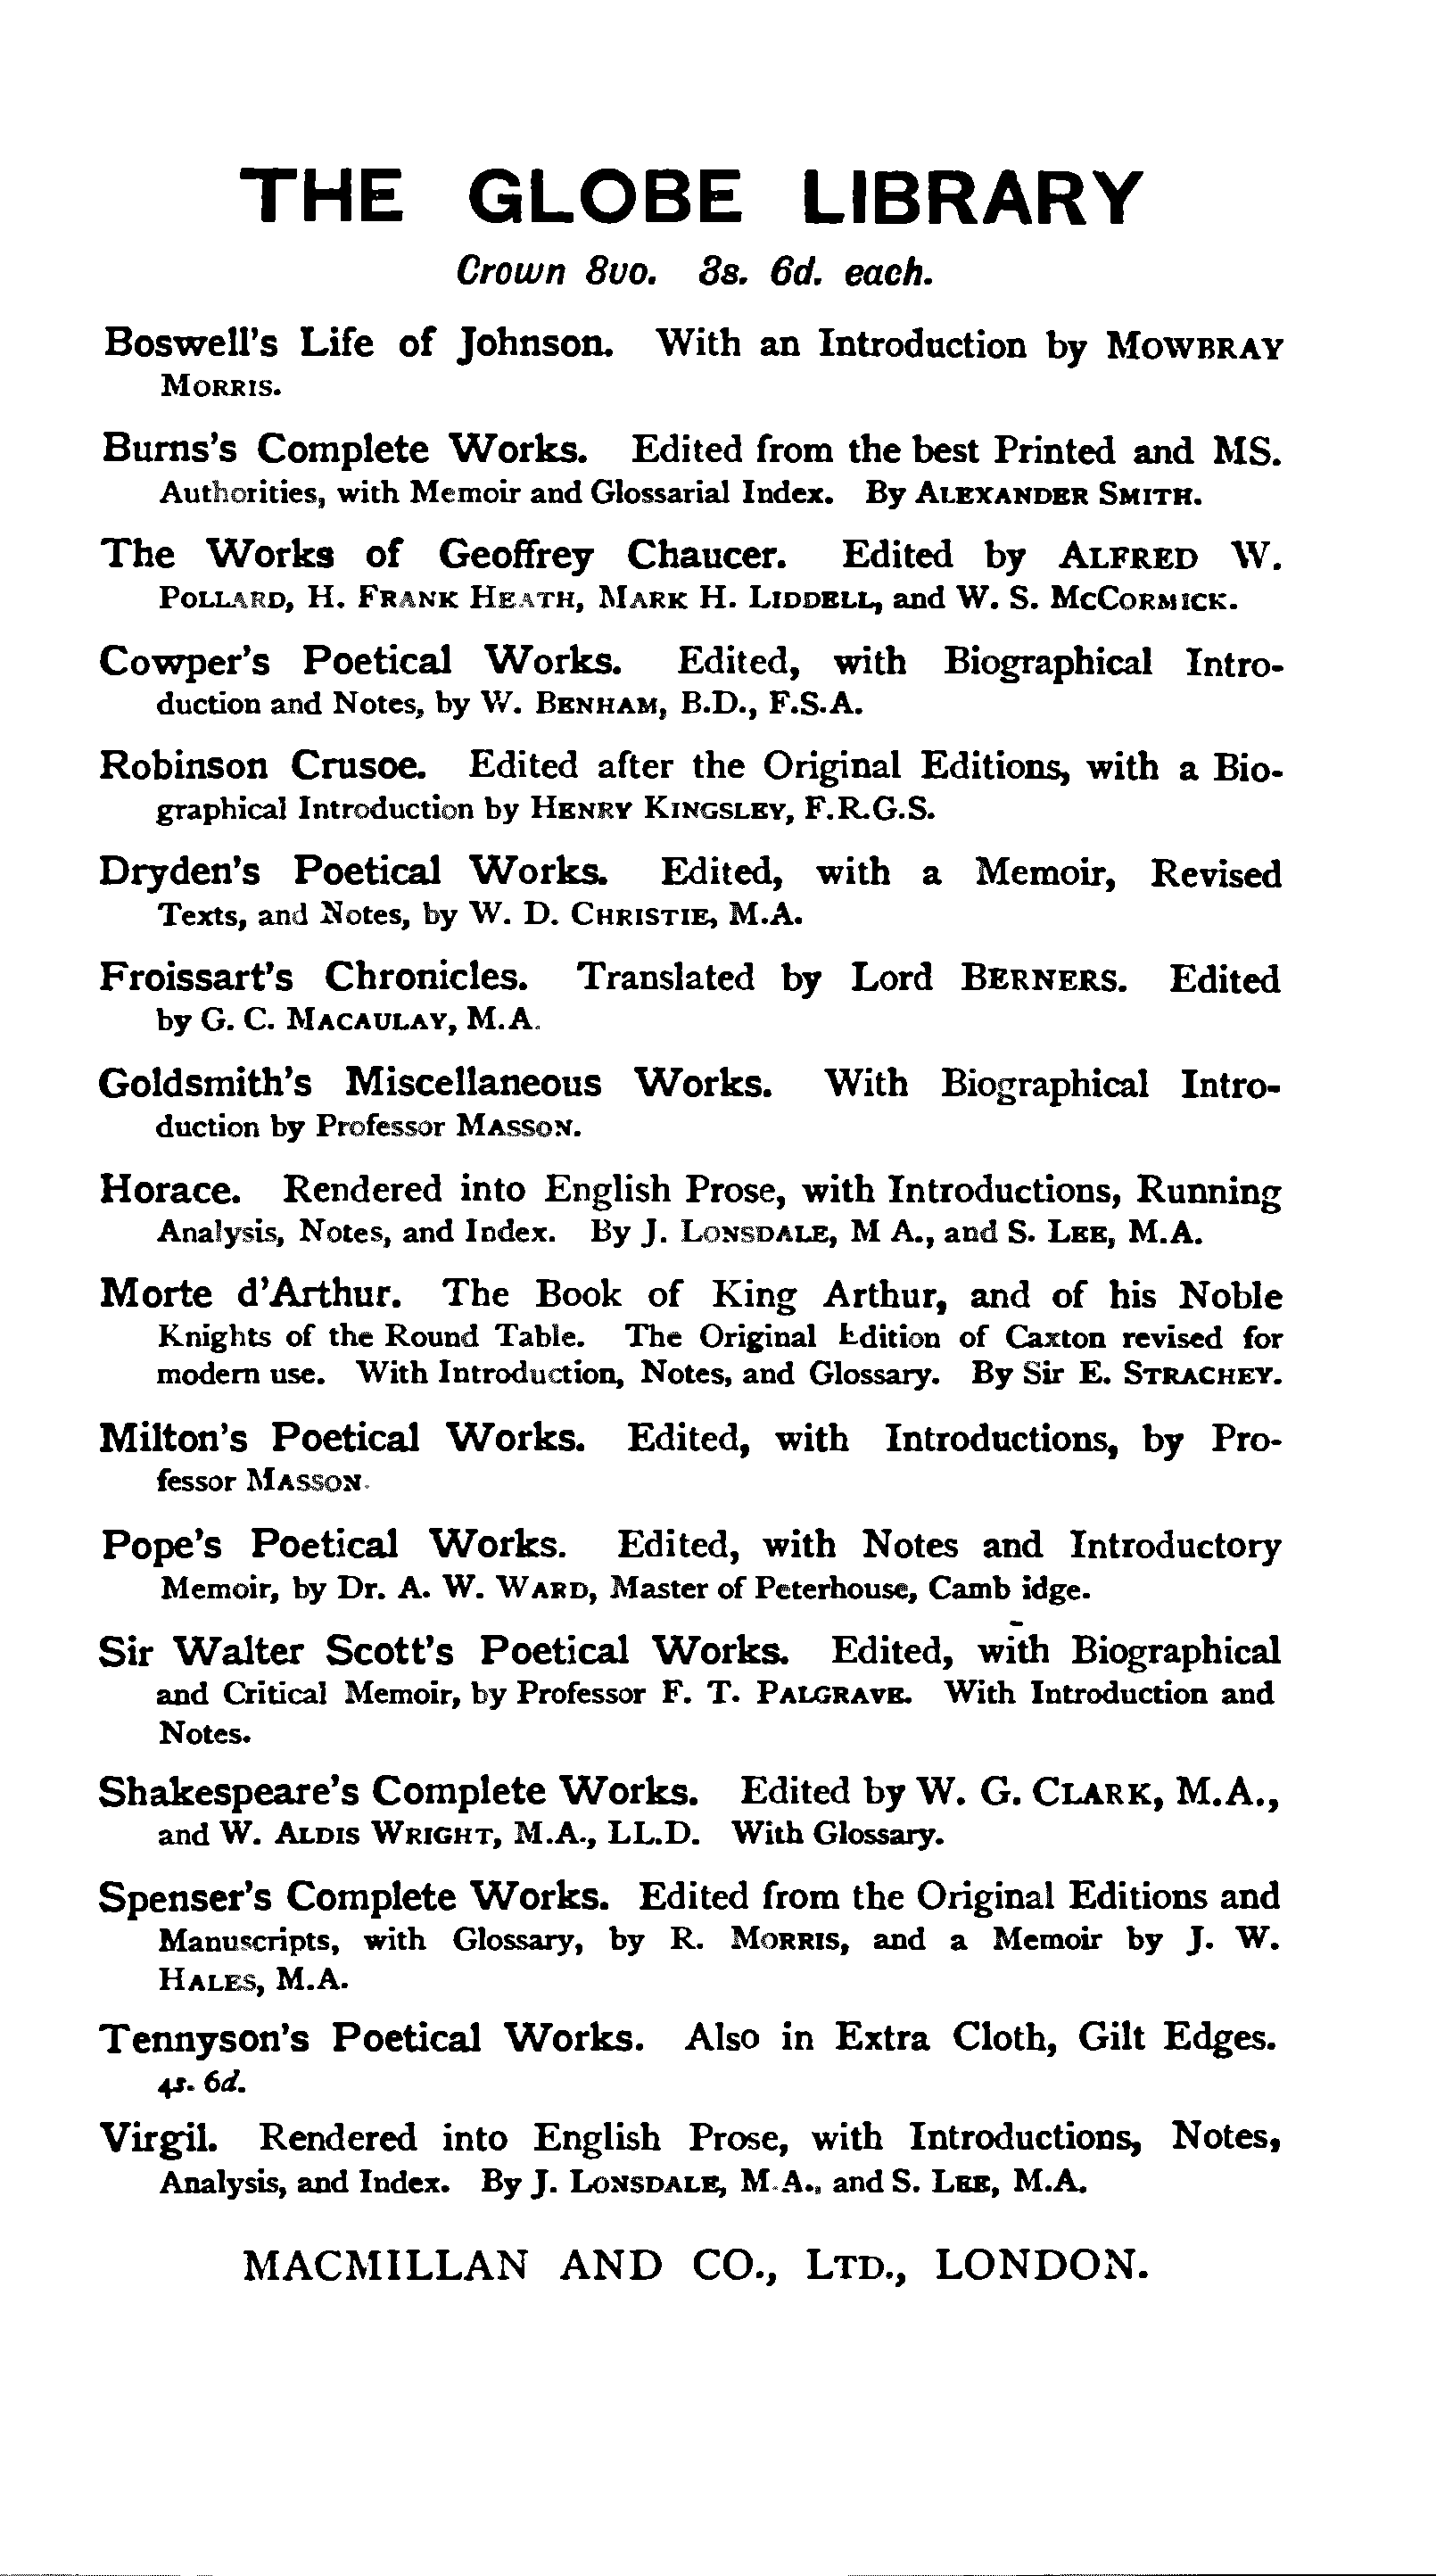 THE GLOBE LIBRARY
Crown 8vo. 3s. 6d. each.
Boswell's Life of Johnson. With an Introduction by MOWBRAY
MORRIS.
Burns's Complete Works. Edited from the best Printed and MS.
Authorities, with Memoir and Glossarial Index. By ALEXANDER SMITH.
The Works of Geoffrey Chaucer. Edited by ALFRED W.
POLLARD, H. FRANK HEATH, MARK H. LIDDELL, and W. S. MCCORMICK.
Cowper's Poetical Works. Edited, with Biographical Intro-
duction and Notes, by W. BENHAM, B.D., F.S.A.
Robinson Crusoe. Edited after the Original Editions, with a Bio-
graphical Introduction by HENRY KINGSLEY, F.R.G.S.
Dryden's Poetical Works. Edited, with a Memoir, Revised
Texts, and Notes, by W. D. CHRISTIE, M.A.
Froissart's Chronicles. Translated by Lord BERNERS. Edited
by G. C. MACAULAY, M.A.
Goldsmith's Miscellaneous Works. With Biographical Intro-
duction by Professor MASSON.
Horace. Rendered into English Prose, with Introductions, Running
Analysis, Notes, and Index. By J. LONSDALE, M A., and S. LEE, M.A.
Morte d'Arthur. The Book of King Arthur, and of his Noble
Knights of the Round Table. The Original Edition of Caxton revised for
modern use. With Introduction, Notes, and Glossary. By Sir E. STRACHEY.
Milton's Poetical Works. Edited, with Introductions, by Pro-
fessor MASSON.
Pope's Poetical Works. Edited, with Notes and Introductory
Memoir, by Dr. A. W. WARD, Master of Peterhouse, Camb idge.
Sir Walter Scott's Poetical Works. Edited, with Biographical
and Critical Memoir, by Professor F. T. PALGRAVE. With Introduction and
Notes.
Shakespeare's Complete Works. Edited by W. G. CLARK, M.A.,
and W. ALDIS WRIGHT, M.A., LL.D. With Glossary.
Spenser's Complete Works. Edited from the Original Editions and
Manuscripts, with Glossary, by R. MORRIS, and a Memoir by J. W.
HALES, M.A.
Tennyson's Poetical Works. Also in Extra Cloth, Gilt Edges.
4s. 6d.
Virgil. Rendered into English Prose, with Introductions, Notes,
Analysis, and Index. By J. LONSDALE, M.A., and S. LEE, M.A.
MACMILLAN AND CO., LTD., LONDON.